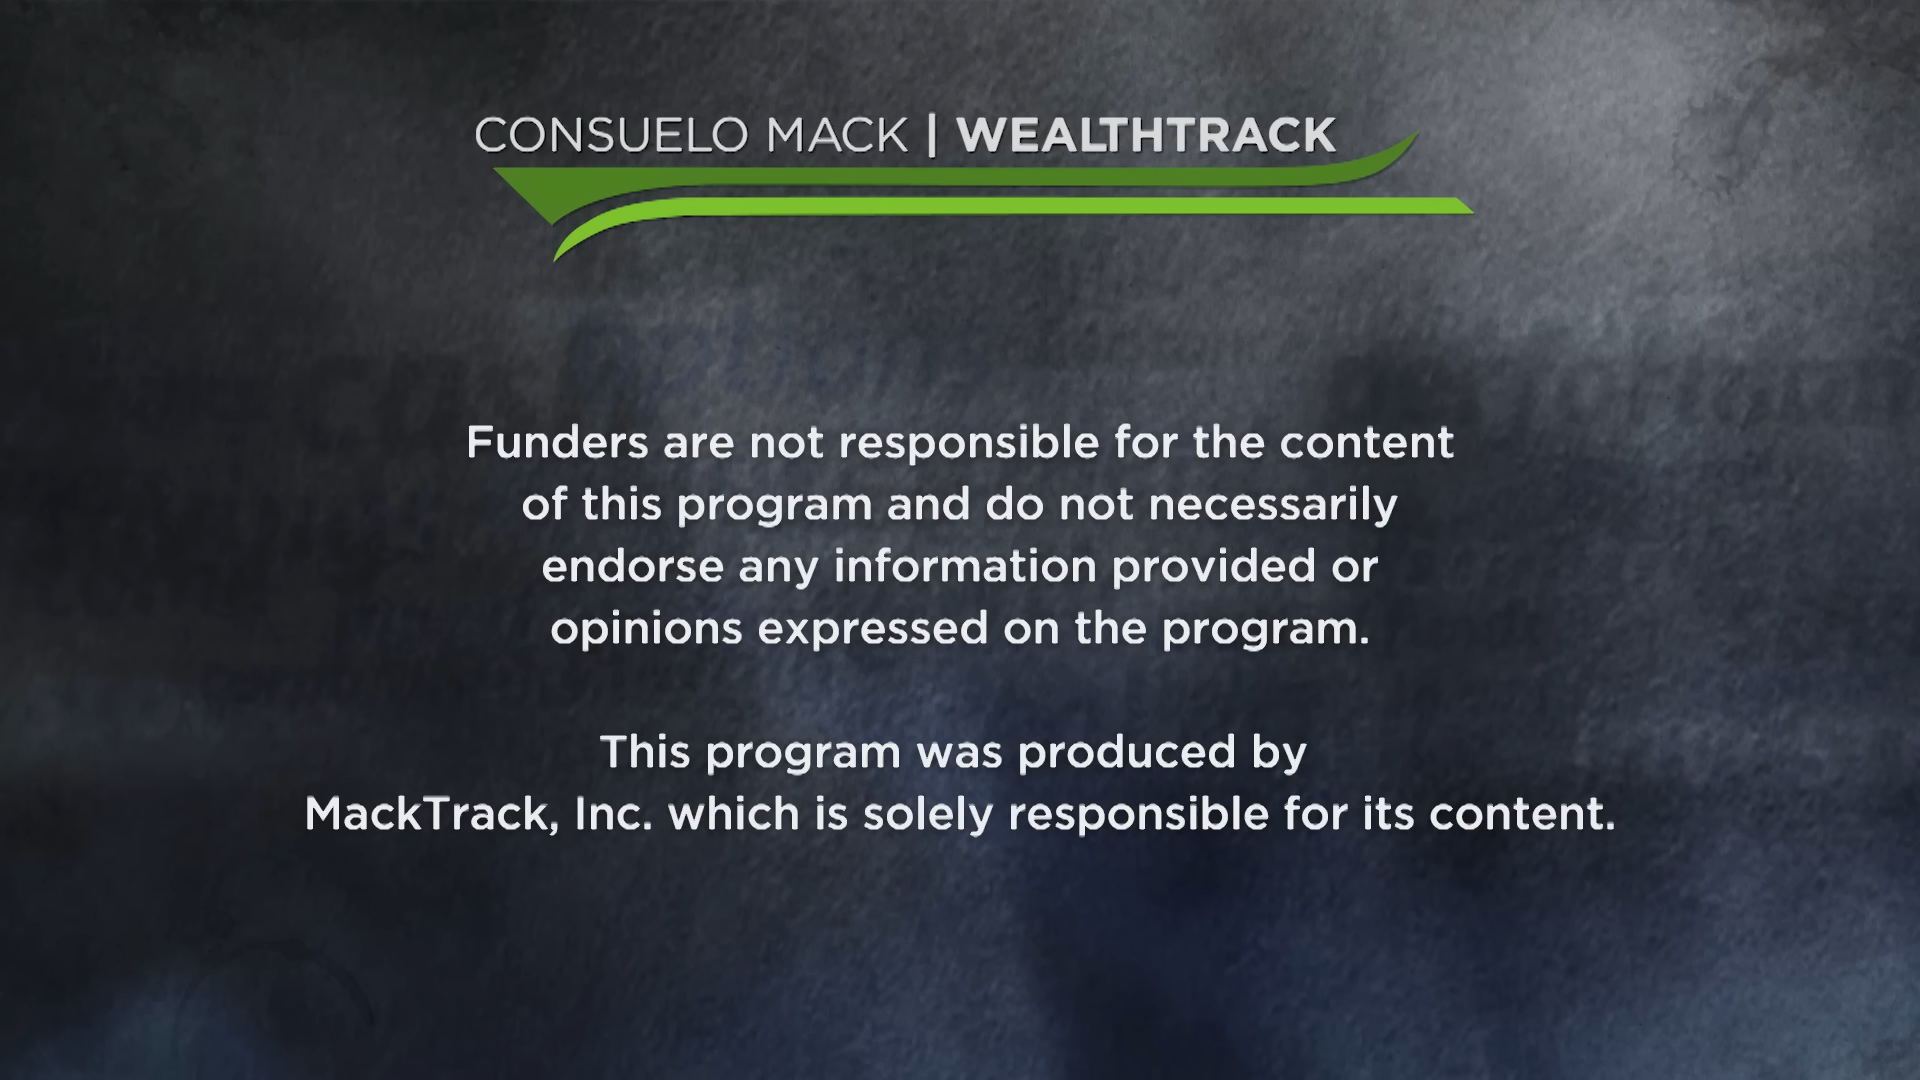 CONSUELO MACK | WEALTHTRACK
Funders are not responsible for the content
of this program and do not necessarily
endorse any information provided or
opinions expressed on the program.
This program was produced by
MackTrack, Inc. which is solely responsible for its content.